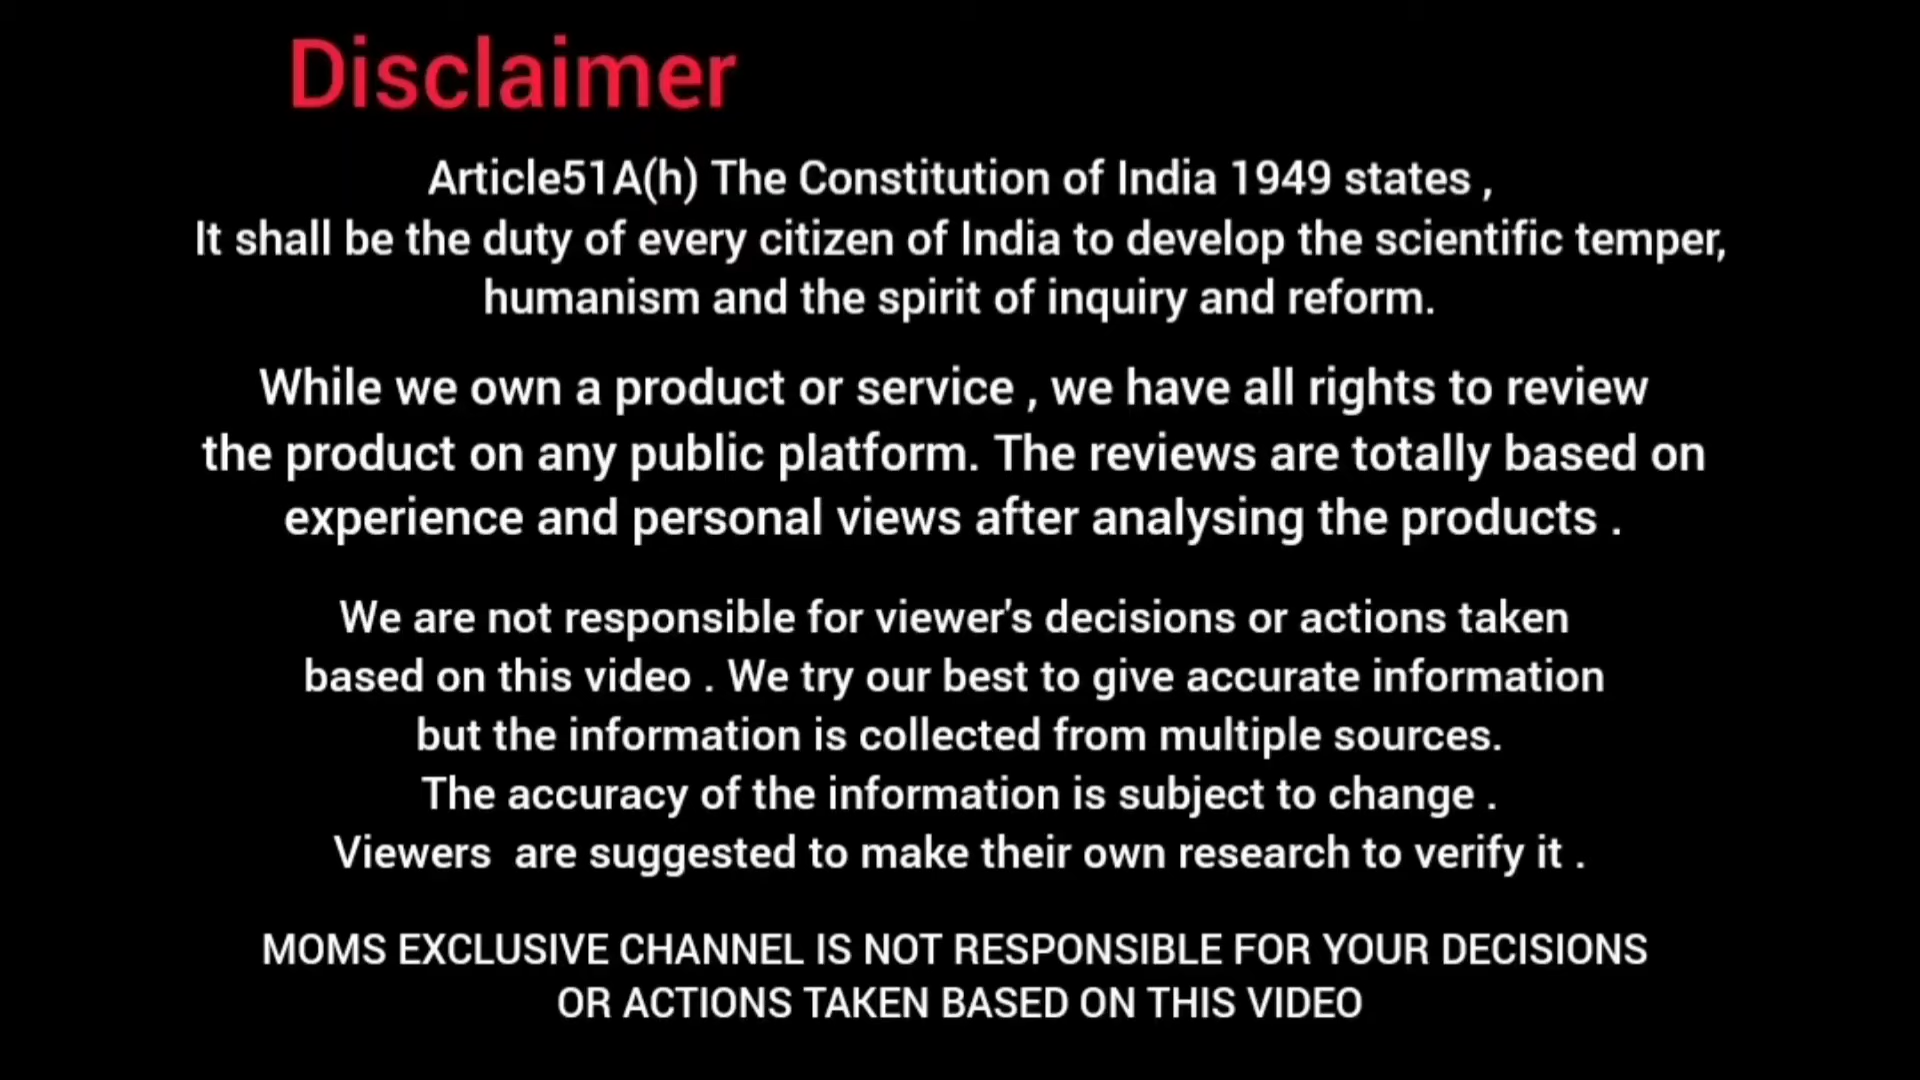 Disclaimer
Article51A(h) The Constitution of India 1949 states ,
It shall be the duty of every citizen of India to develop the scientific temper,
humanism and the spirit of inquiry and reform.
While we own a product or service , we have all rights to review
the product on any public platform. The reviews are totally based on
experience and personal views after analysing the products .
We are not responsible for viewer's decisions or actions taken
based on this video . We try our best to give accurate information
but the information is collected from multiple sources.
The accuracy of the information is subject to change .
Viewers  are suggested to make their own research to verify it .
MOMS EXCLUSIVE CHANNEL IS NOT RESPONSIBLE FOR YOUR DECISIONS
OR ACTIONS TAKEN BASED ON THIS VIDEO